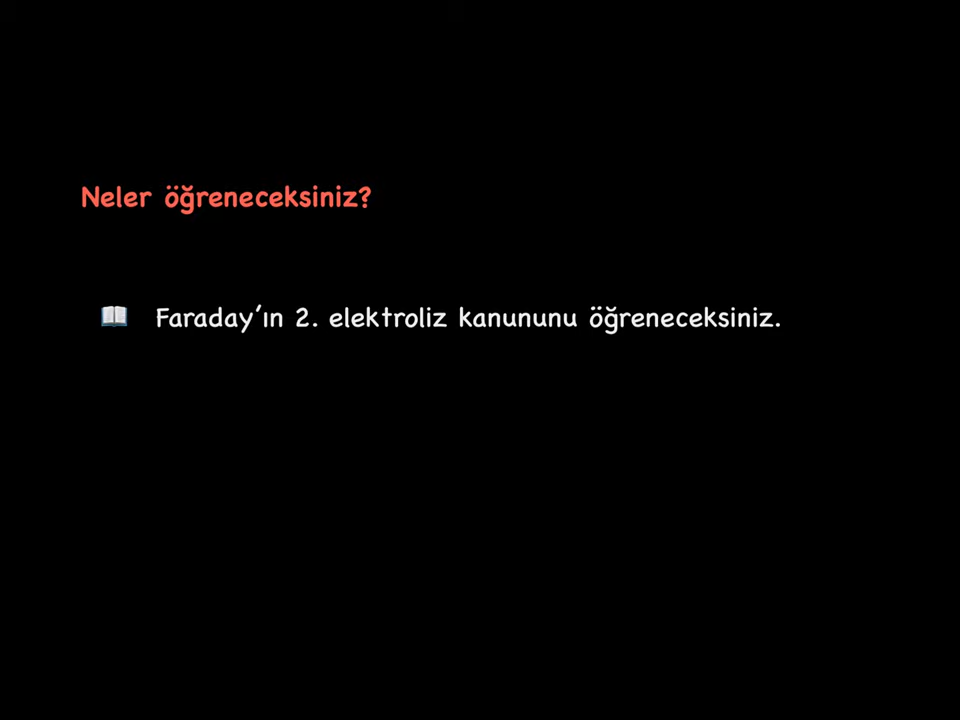 Neler öğreneceksiniz?
📖 Faraday´ın 2. elektroliz kanununu öğreneceksiniz.